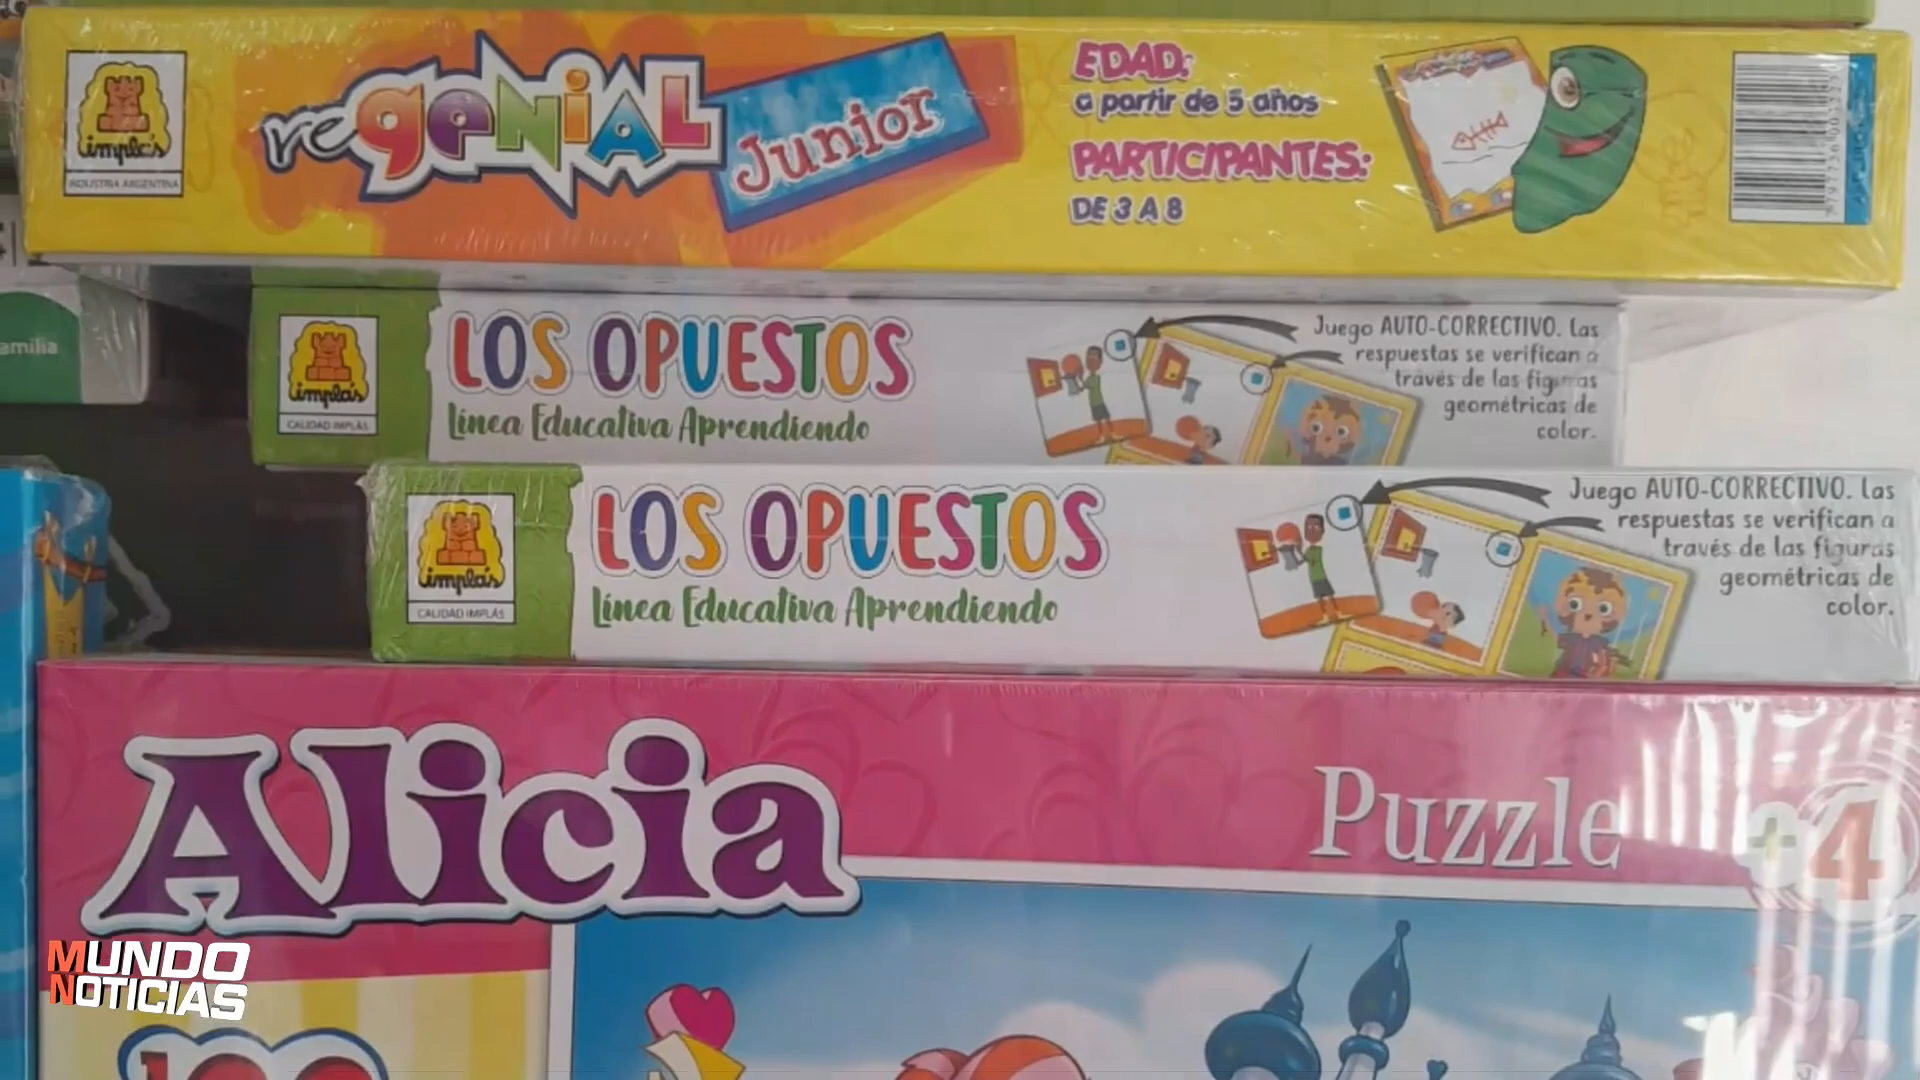 implás
INDUSTRIA ARGENTINA
reGENIAL
Junior
EDAD:
a partir de 5 años
PARTICIPANTES:
DE 3 A 8
amilia
implás
CALIDAD IMPLÁS
LOS OPUESTOS
Línea Educativa Aprendiendo
Juego AUTO-CORRECTIVO. Las
respuestas se verifican a
través de las figuras
geométricas de
color.
implás
CALIDAD IMPLÁS
LOS OPUESTOS
Línea Educativa Aprendiendo
Juego AUTO-CORRECTIVO. Las
respuestas se verifican a
través de las figuras
geométricas de
color.
Alicia
Puzzle
+4
MUNDO
NOTICIAS